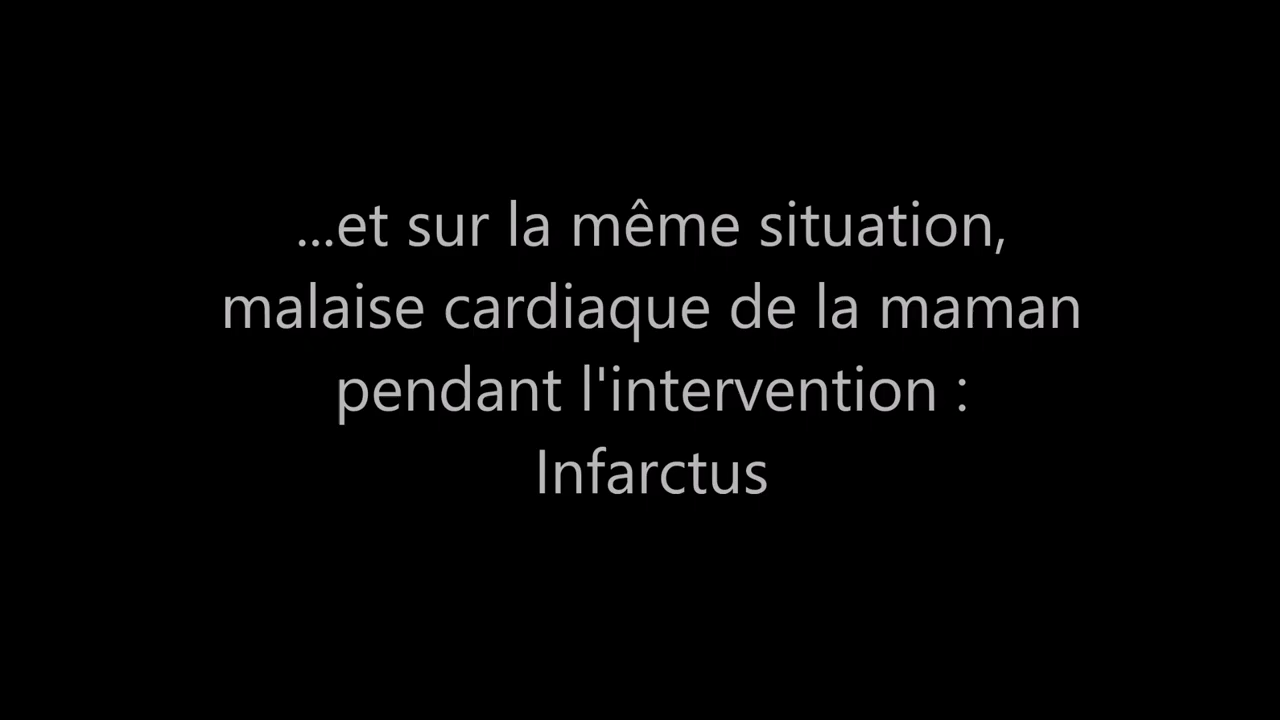 ...et sur la même situation,
malaise cardiaque de la maman
pendant l'intervention :
Infarctus